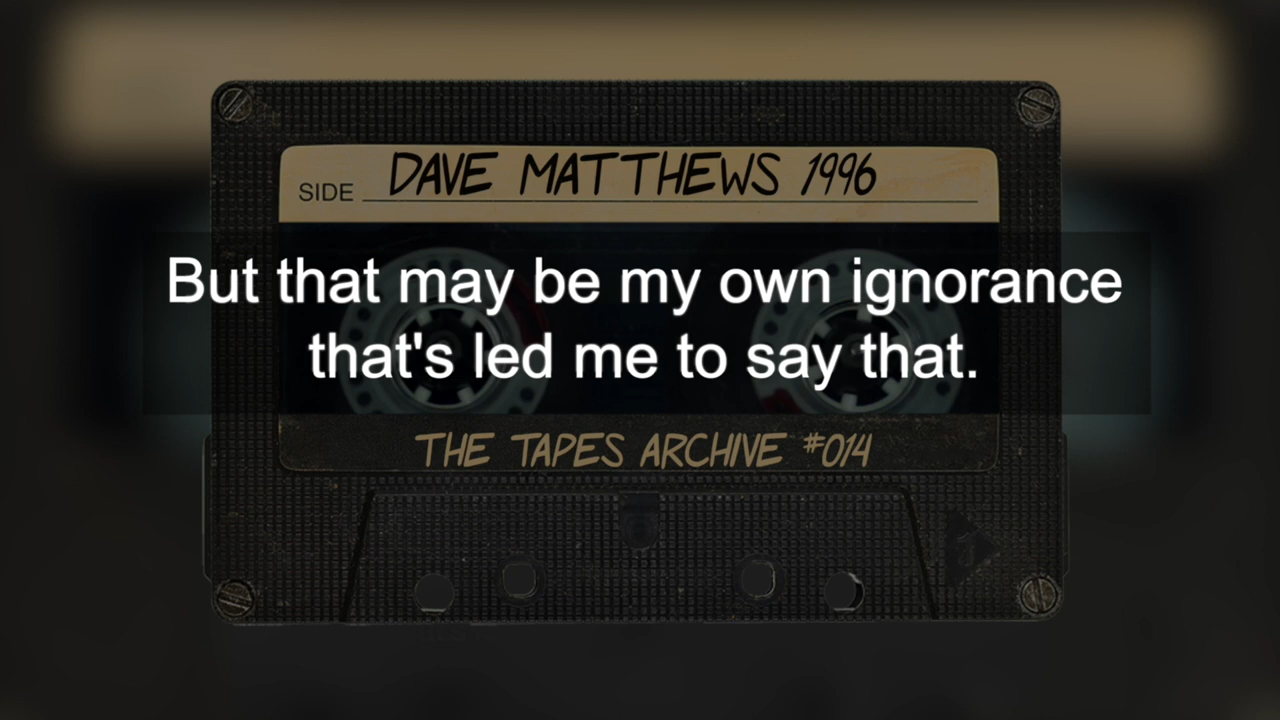 DAVE MATTHEWS 1996
SIDE
But that may be my own ignorance
that's led me to say that.
THE TAPES ARCHIVE #014